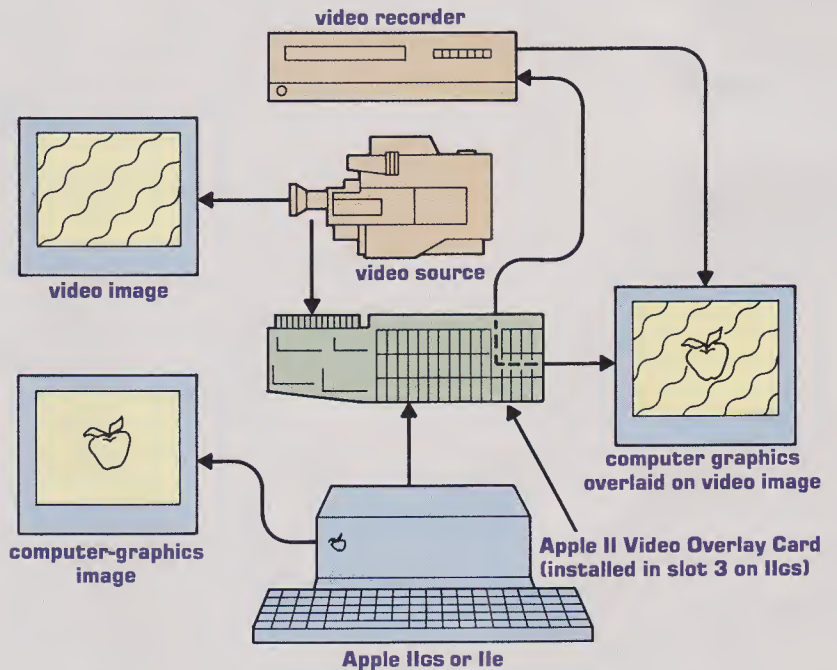 video recorder
video image
video source
computer graphics
overlaid on video image
computer-graphics
image
Apple II Video Overlay Card
(installed in slot 3 on IIGS)
Apple IIGS or IIe